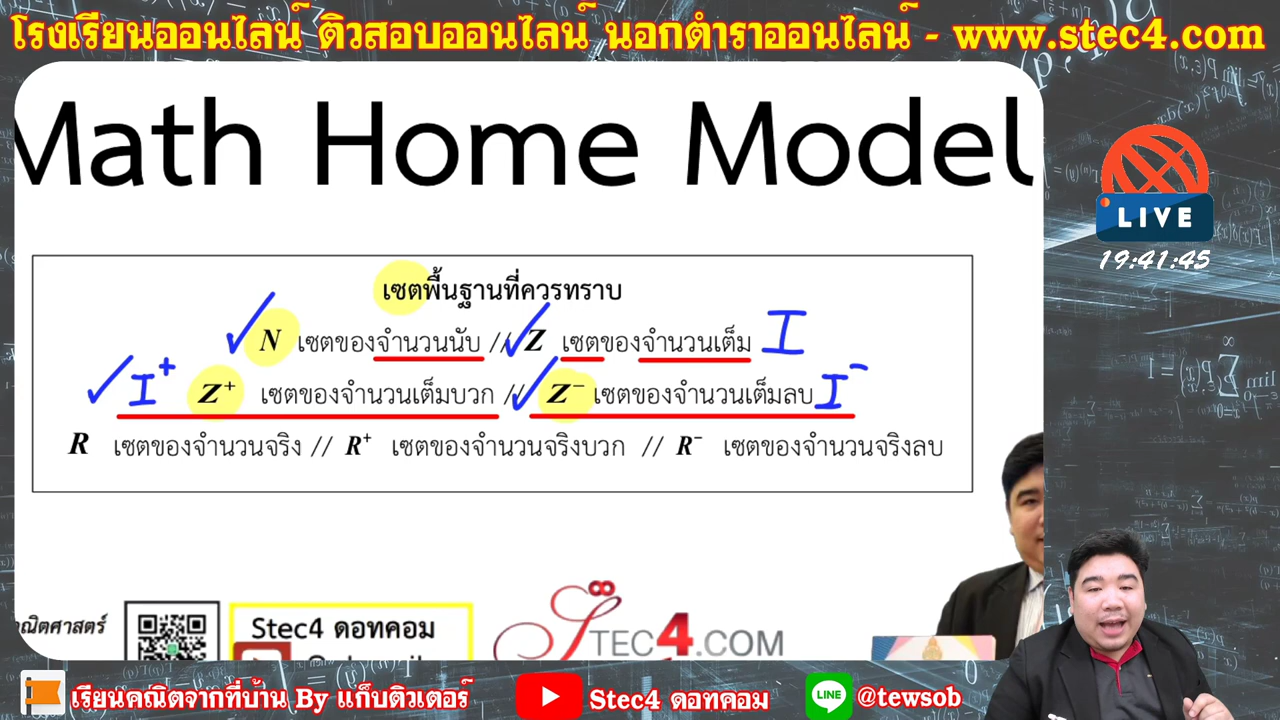 โรงเรียนออนไลน์ ติวสอบออนไลน์ นอกตำราออนไลน์ - www.stec4.com
Math Home Model
LIVE
19:41:45
เซตพื้นฐานที่ควรทราบ
N เซตของจำนวนนับ // Z เซตของจำนวนเต็ม I
I⁺ Z⁺ เซตของจำนวนเต็มบวก // Z⁻ เซตของจำนวนเต็มลบ I⁻
R เซตของจำนวนจริง // R⁺ เซตของจำนวนจริงบวก // R⁻ เซตของจำนวนจริงลบ
ณิตศาสตร์
Stec4 ดอทคอม
STEC4.COM
เรียนคณิตจากที่บ้าน By แก็บติวเตอร์
Stec4 ดอทคอม
LINE @tewsob